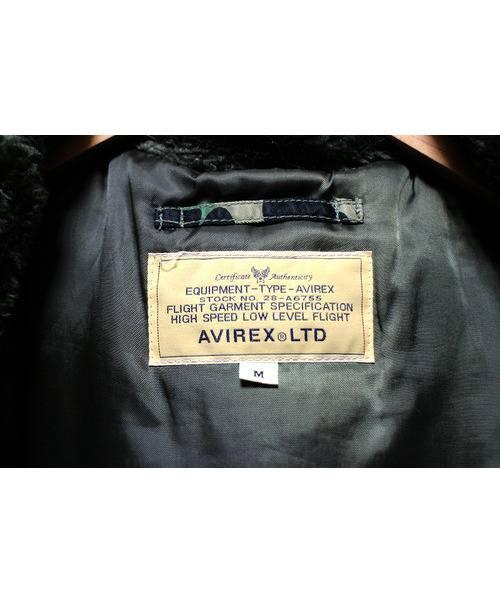 Certificate Authenticity
EQUIPMENT-TYPE-AVIREX
STOCK NO. 28-A6755
FLIGHT GARMENT SPECIFICATION
HIGH SPEED LOW LEVEL FLIGHT
AVIREX®LTD
M